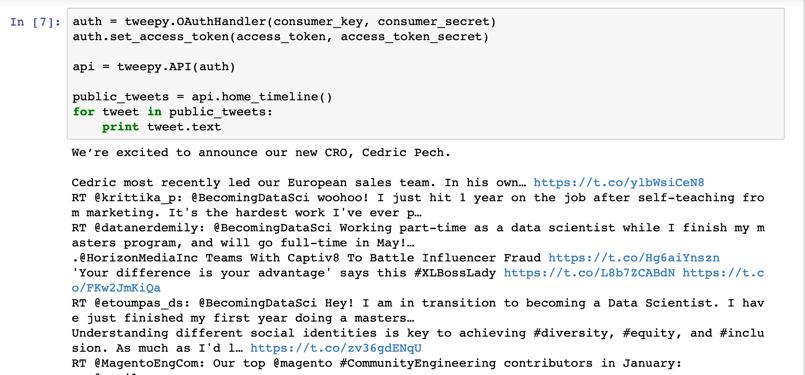 In [7]: auth = tweepy.OAuthHandler(consumer_key, consumer_secret)
auth.set_access_token(access_token, access_token_secret)
api = tweepy.API(auth)
public_tweets = api.home_timeline()
for tweet in public_tweets:
    print tweet.text
We’re excited to announce our new CRO, Cedric Pech.
Cedric most recently led our European sales team. In his own… https://t.co/ylbWsiCeN8
RT @krittika_p: @BecomingDataSci woohoo! I just hit 1 year on the job after self-teaching fro
m marketing. It's the hardest work I've ever p…
RT @datanerdemily: @BecomingDataSci Working part-time as a data scientist while I finish my m
asters program, and will go full-time in May!…
.@HorizonMediaInc Teams With Captiv8 To Battle Influencer Fraud https://t.co/Hg6aiYnszn
'Your difference is your advantage' says this #XLBossLady https://t.co/L8b7ZCABdN https://t.c
o/FKw2JmKiQa
RT @etoumpas_ds: @BecomingDataSci Hey! I am in transition to becoming a Data Scientist. I hav
e just finished my first year doing a masters…
Understanding different social identities is key to achieving #diversity, #equity, and #inclu
sion. As much as I'd l… https://t.co/zv36gdENqU
RT @MagentoEngCom: Our top @magento #CommunityEngineering contributors in January: